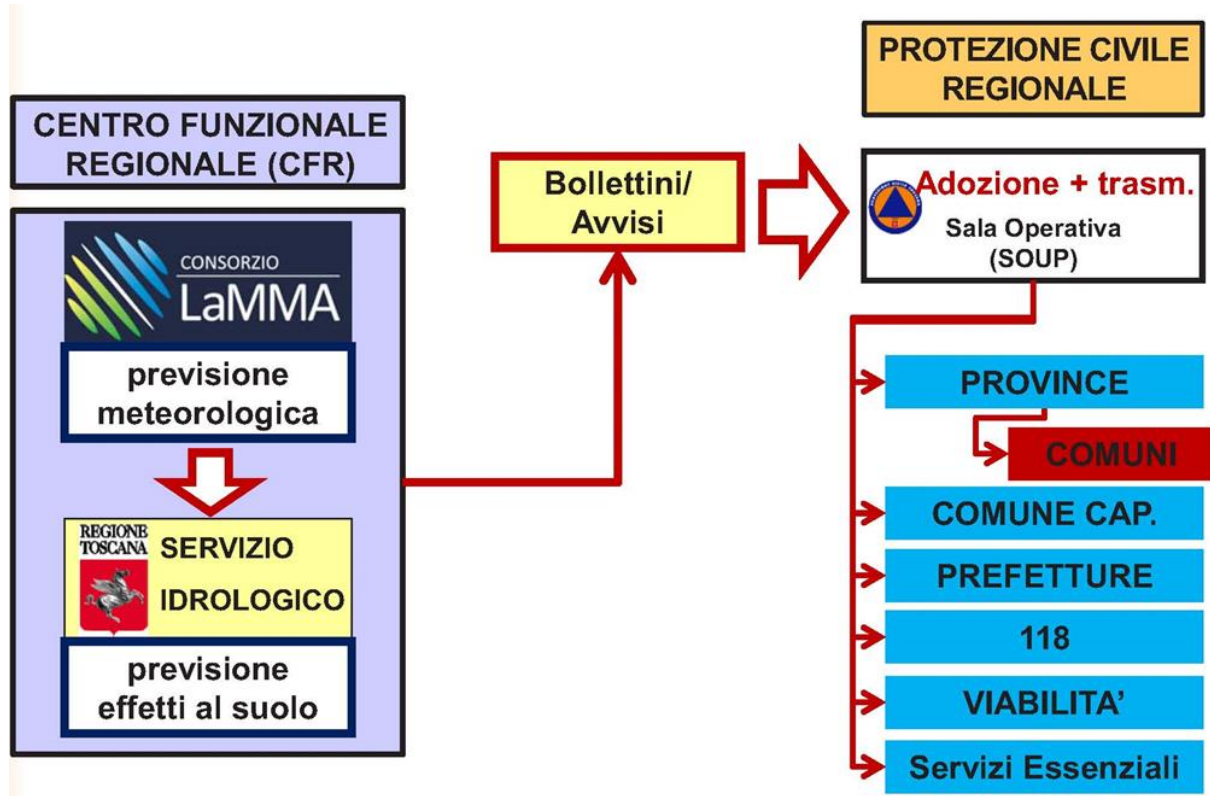 PROTEZIONE CIVILE
REGIONALE
CENTRO FUNZIONALE
REGIONALE (CFR)
CONSORZIO
LaMMA
previsione
meteorologica
REGIONE
TOSCANA
SERVIZIO
IDROLOGICO
previsione
effetti al suolo
Bollettini/
Avvisi
Adozione + trasm.
Sala Operativa
(SOUP)
PROVINCE
COMUNI
COMUNE CAP.
PREFETTURE
118
VIABILITA’
Servizi Essenziali